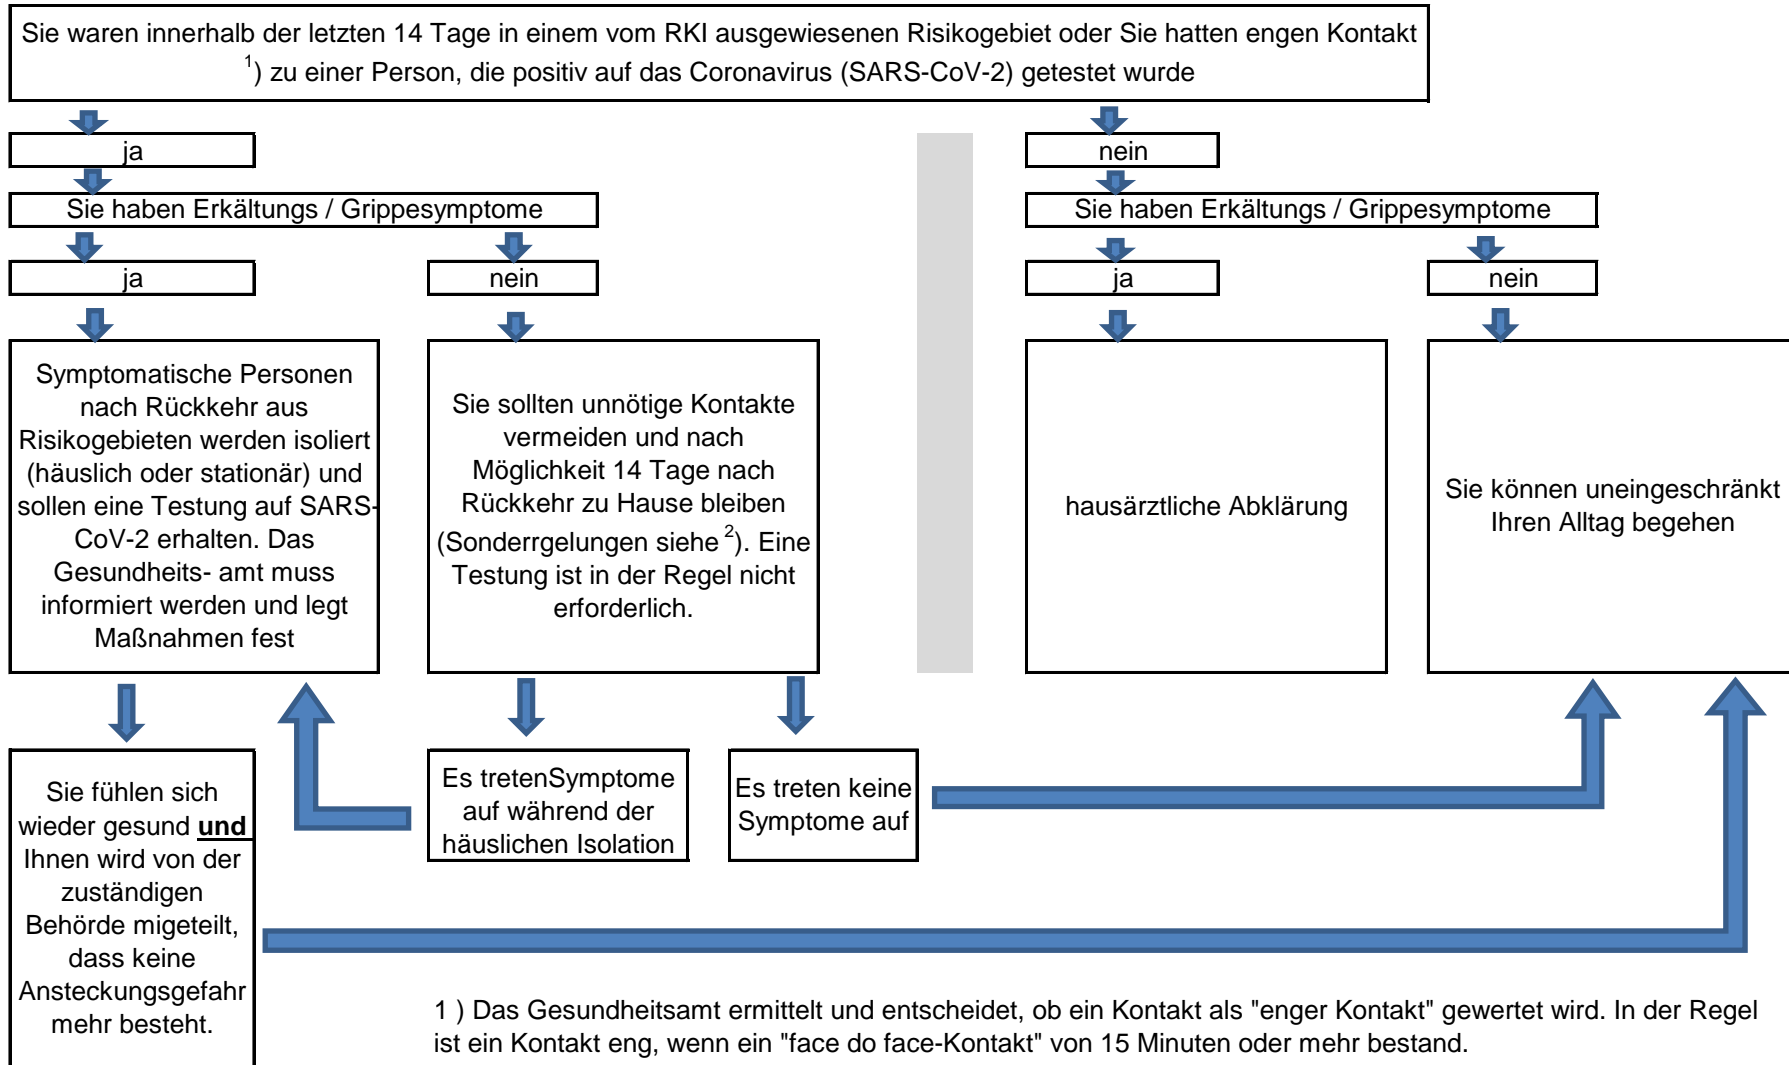 Sie waren innerhalb der letzten 14 Tage in einem vom RKI ausgewiesenen Risikogebiet oder Sie hatten engen Kontakt
1) zu einer Person, die positiv auf das Coronavirus (SARS-CoV-2) getestet wurde
ja
nein
Sie haben Erkältungs / Grippesymptome
Sie haben Erkältungs / Grippesymptome
ja
nein
ja
nein
Symptomatische Personen
nach Rückkehr aus
Risikogebieten werden isoliert
(häuslich oder stationär) und
sollen eine Testung auf SARS-
CoV-2 erhalten. Das
Gesundheits- amt muss
informiert werden und legt
Maßnahmen fest
Sie sollten unnötige Kontakte
vermeiden und nach
Möglichkeit 14 Tage nach
Rückkehr zu Hause bleiben
(Sonderrgelungen siehe 2). Eine
Testung ist in der Regel nicht
erforderlich.
hausärztliche Abklärung
Sie können uneingeschränkt
Ihren Alltag begehen
Sie fühlen sich
wieder gesund und
Ihnen wird von der
zuständigen
Behörde migeteilt,
dass keine
Ansteckungsgefahr
mehr besteht.
Es tretenSymptome
auf während der
häuslichen Isolation
Es treten keine
Symptome auf
1 ) Das Gesundheitsamt ermittelt und entscheidet, ob ein Kontakt als "enger Kontakt" gewertet wird. In der Regel
ist ein Kontakt eng, wenn ein "face do face-Kontakt" von 15 Minuten oder mehr bestand.